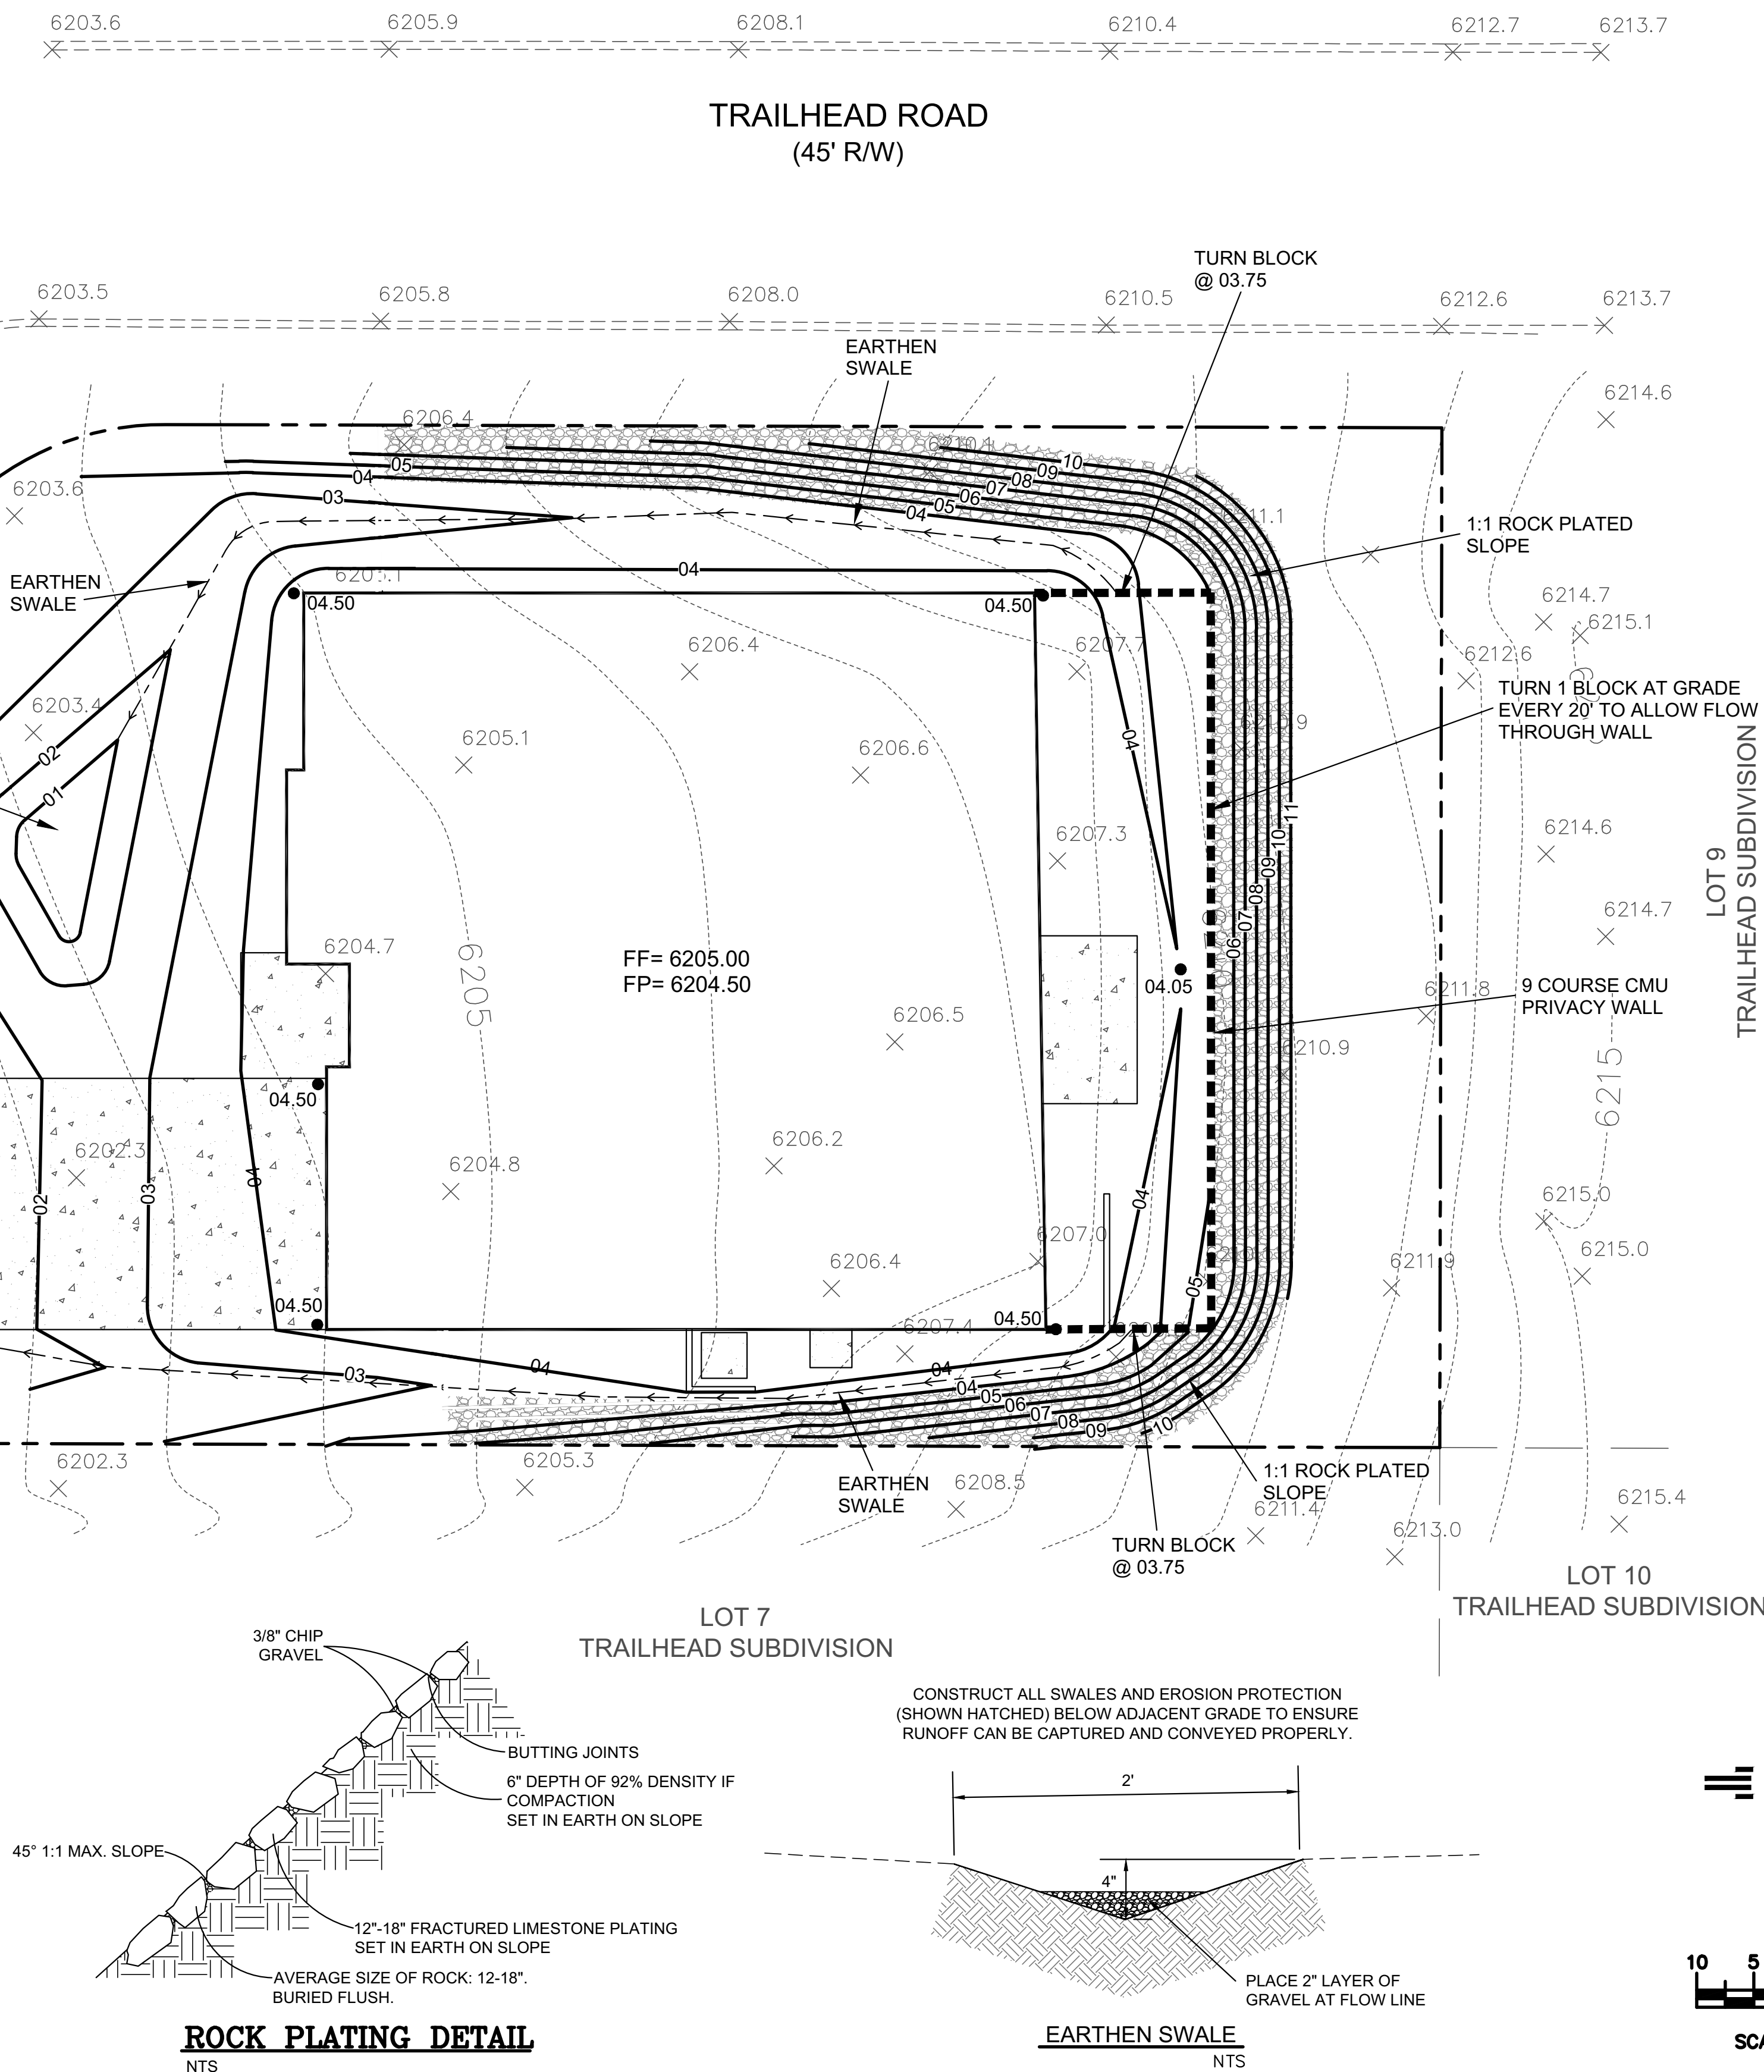 6203.6
6205.9
6208.1
6210.4
6212.7
6213.7
TRAILHEAD ROAD
(45' R/W)
TURN BLOCK
@ 03.75
6203.5
6205.8
6208.0
6210.5
6212.6
6213.7
EARTHEN
SWALE
6214.6
6206.4
10
09
08
07
06
05
04
05
04
03
6203.6
1:1 ROCK PLATED
SLOPE
EARTHEN
SWALE
04
04.50
04.50
6214.7
6215.1
6206.4
6207.7
6212.6
TURN 1 BLOCK AT GRADE
EVERY 20' TO ALLOW FLOW
THROUGH WALL
6203.4
02
01
6205.1
6206.6
04
6207.3
6214.6
11
10
09
08
07
06
LOT 9
TRAILHEAD SUBDIVISION
6214.7
6204.7
6205
FF= 6205.00
FP= 6204.50
04.05
9 COURSE CMU
PRIVACY WALL
6211.8
6206.5
6210.9
6215
04.50
6202.3
04
03
02
6204.8
6206.2
04
6215.0
6207.0
6206.4
05
6211.9
6215.0
04.50
04.50
6207.4
03
04
04
04
05
06
07
08
09
10
6202.3
6205.3
EARTHEN
SWALE
6208.5
1:1 ROCK PLATED
SLOPE
6211.4
6215.4
6213.0
TURN BLOCK
@ 03.75
LOT 10
TRAILHEAD SUBDIVISION
LOT 7
TRAILHEAD SUBDIVISION
3/8" CHIP
GRAVEL
BUTTING JOINTS
6" DEPTH OF 92% DENSITY IF
COMPACTION
SET IN EARTH ON SLOPE
45° 1:1 MAX. SLOPE
12"-18" FRACTURED LIMESTONE PLATING
SET IN EARTH ON SLOPE
AVERAGE SIZE OF ROCK: 12-18".
BURIED FLUSH.
ROCK PLATING DETAIL
NTS
CONSTRUCT ALL SWALES AND EROSION PROTECTION
(SHOWN HATCHED) BELOW ADJACENT GRADE TO ENSURE
RUNOFF CAN BE CAPTURED AND CONVEYED PROPERLY.
2'
4"
PLACE 2" LAYER OF
GRAVEL AT FLOW LINE
EARTHEN SWALE
NTS
10 5